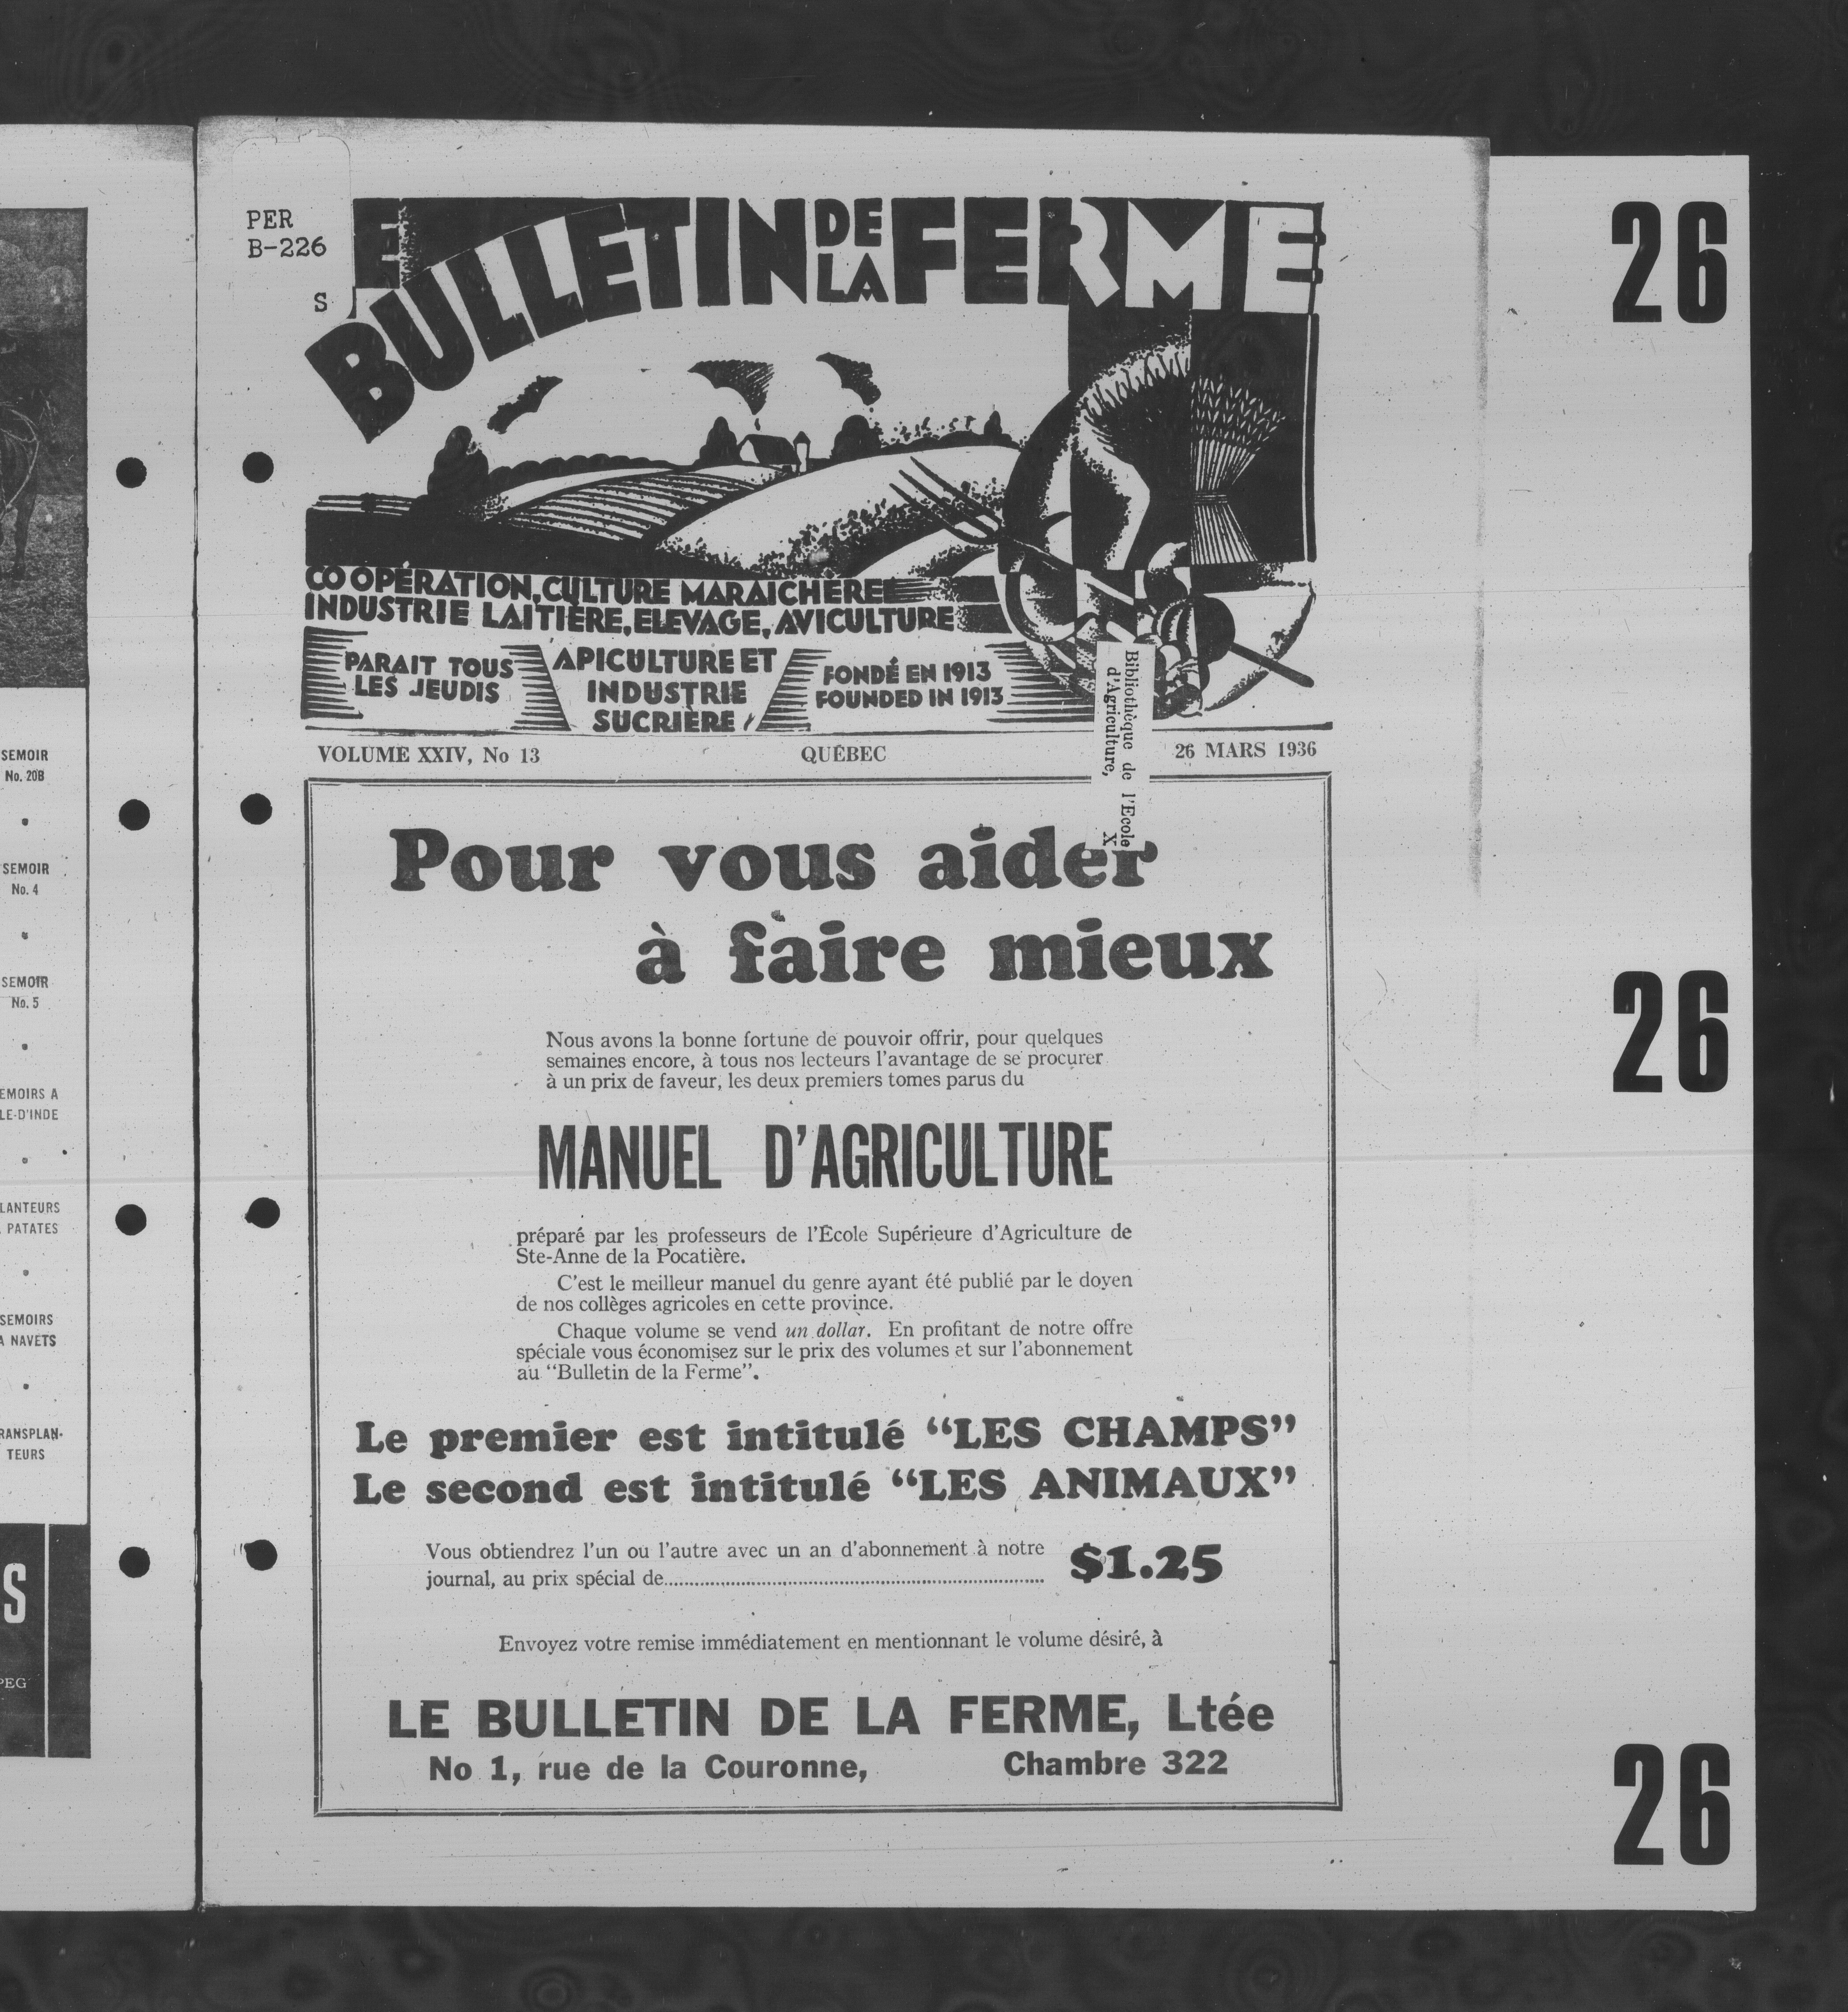 SEMOIR
No. 20B
SEMOIR
No. 4
SEMOIR
No. 5
EMOIRS A
LE-D'INDE
LANTEURS
PATATES
SEMOIRS
A NAVETS
RANSPLAN-
TEURS
S
PEG
PER
B-226
S
E
BULLETIN DE LA FERME
COOPÉRATION, CULTURE MARAICHÈRE
INDUSTRIE LAITIÈRE, ELEVAGE, AVICULTURE
PARAIT TOUS
LES JEUDIS
APICULTURE ET
INDUSTRIE
SUCRIÈRE
FONDÉ EN 1913
FOUNDED IN 1913
Bibliothèque de l'Ecole
d'Agriculture, X
VOLUME XXIV, No 13 QUÉBEC 26 MARS 1936
Pour vous aider
à faire mieux
Nous avons la bonne fortune de pouvoir offrir, pour quelques
semaines encore, à tous nos lecteurs l'avantage de se procurer
à un prix de faveur, les deux premiers tomes parus du
MANUEL D'AGRICULTURE
préparé par les professeurs de l'École Supérieure d'Agriculture de
Ste-Anne de la Pocatière.
C'est le meilleur manuel du genre ayant été publié par le doyen
de nos collèges agricoles en cette province.
Chaque volume se vend un dollar. En profitant de notre offre
spéciale vous économisez sur le prix des volumes et sur l'abonnement
au "Bulletin de la Ferme".
Le premier est intitulé "LES CHAMPS"
Le second est intitulé "LES ANIMAUX"
Vous obtiendrez l'un ou l'autre avec un an d'abonnement à notre
journal, au prix spécial de.......... $1.25
Envoyez votre remise immédiatement en mentionnant le volume désiré, à
LE BULLETIN DE LA FERME, Ltée
No 1, rue de la Couronne, Chambre 322
26
26
26